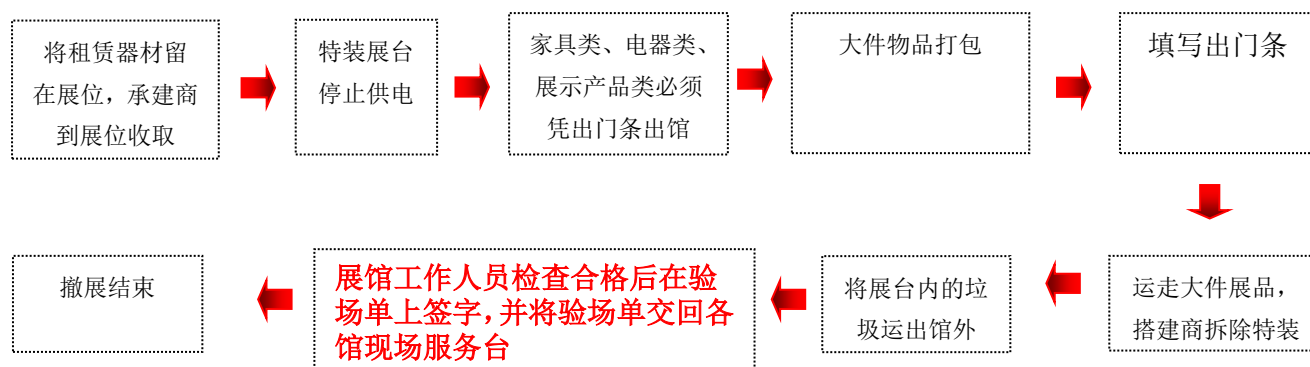 将租赁器材留
在展位，承建商
到展位收取
特装展台
停止供电
家具类、电器类、
展示产品类必须
凭出门条出馆
大件物品打包
填写出门条
运走大件展品，
搭建商拆除特装
将展台内的垃
圾运出馆外
展馆工作人员检查合格后在验
场单上签字，并将验场单交回各
馆现场服务台
撤展结束